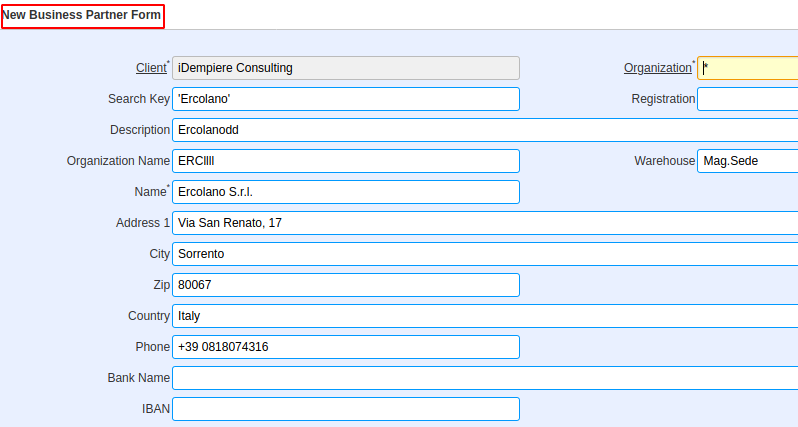 New Business Partner Form
Client* iDempiere Consulting Organization* *
Search Key 'Ercolano' Registration
Description Ercolanodd
Organization Name ERCllll Warehouse Mag.Sede
Name* Ercolano S.r.l.
Address 1 Via San Renato, 17
City Sorrento
Zip 80067
Country Italy
Phone +39 0818074316
Bank Name
IBAN